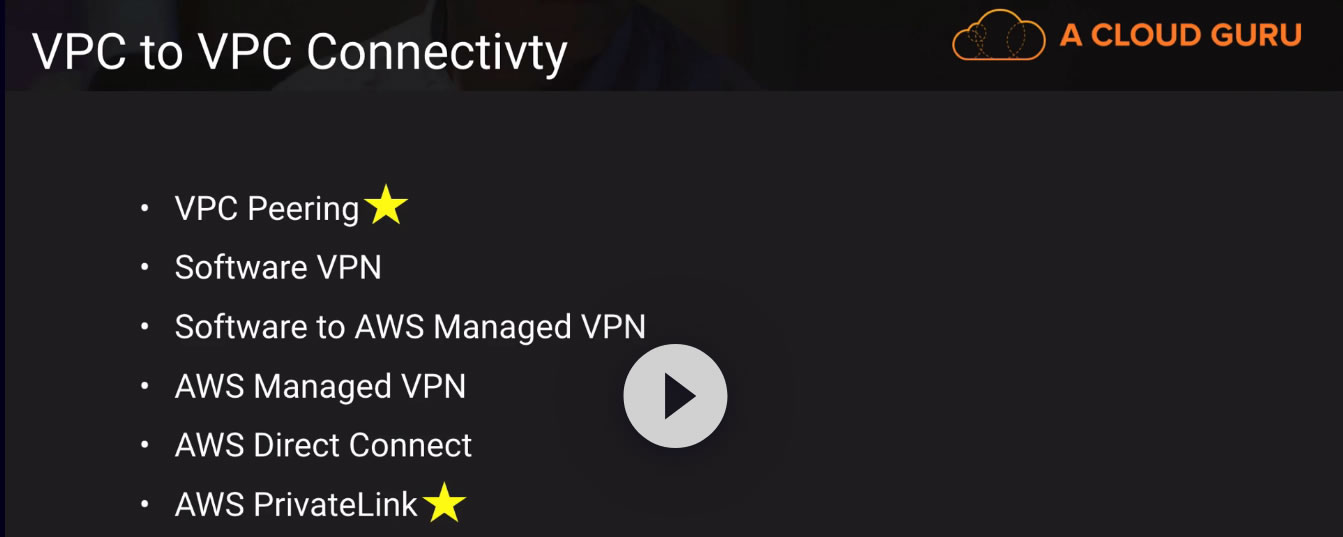 VPC to VPC Connectivty
A CLOUD GURU
• VPC Peering
• Software VPN
• Software to AWS Managed VPN
• AWS Managed VPN
• AWS Direct Connect
• AWS PrivateLink